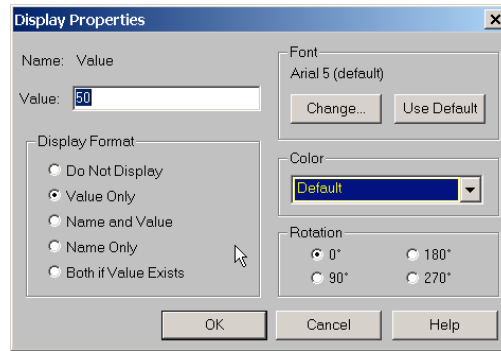 Display Properties
Name: Value
Value: 50
Display Format
Do Not Display
Value Only
Name and Value
Name Only
Both if Value Exists
Font
Arial 5 (default)
Change...
Use Default
Color
Default
Rotation
0°
180°
90°
270°
OK
Cancel
Help